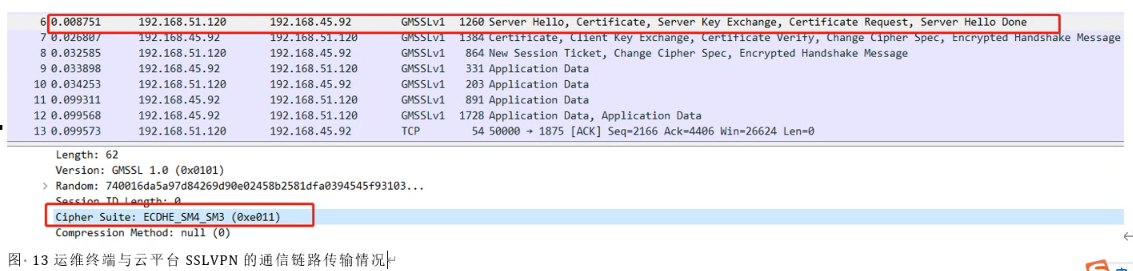 6 0.008751 192.168.51.120 192.168.45.92 GMSSLv1 1260 Server Hello, Certificate, Server Key Exchange, Certificate Request, Server Hello Done
7 0.026807 192.168.45.92 192.168.51.120 GMSSLv1 1384 Certificate, Client Key Exchange, Certificate Verify, Change Cipher Spec, Encrypted Handshake Message
8 0.032585 192.168.51.120 192.168.45.92 GMSSLv1 864 New Session Ticket, Change Cipher Spec, Encrypted Handshake Message
9 0.033898 192.168.45.92 192.168.51.120 GMSSLv1 331 Application Data
10 0.034253 192.168.51.120 192.168.45.92 GMSSLv1 203 Application Data
11 0.099311 192.168.45.92 192.168.51.120 GMSSLv1 891 Application Data
12 0.099568 192.168.51.120 192.168.45.92 GMSSLv1 1728 Application Data, Application Data
13 0.099573 192.168.51.120 192.168.45.92 TCP 54 50000 → 1875 [ACK] Seq=2166 Ack=4406 Win=26624 Len=0
Length: 62
Version: GMSSL 1.0 (0x0101)
Random: 740016da5a97d84269d90e02458b2581dfa0394545f93103...
Session ID Length: 0
Cipher Suite: ECDHE_SM4_SM3 (0xe011)
Compression Method: null (0)
图 13 运维终端与云平台 SSLVPN 的通信链路传输情况